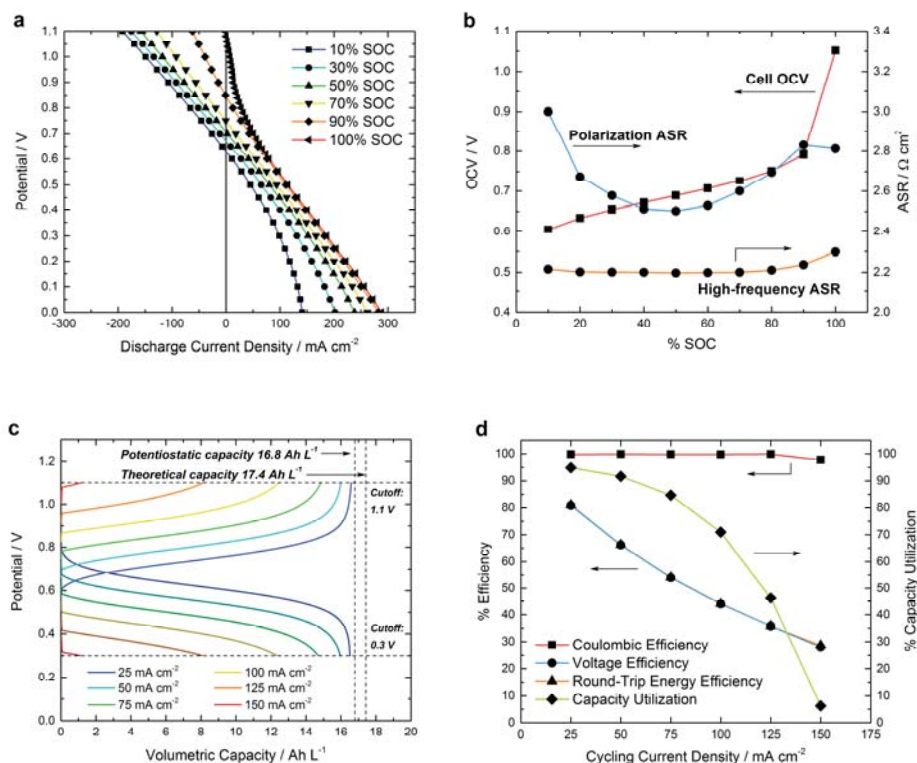 a
1.1
1.0
0.9
0.8
0.7
0.6
0.5
0.4
0.3
0.2
0.1
0.0
Potential / V
-300 -200 -100 0 100 200 300
Discharge Current Density / mA cm⁻²
10% SOC
30% SOC
50% SOC
70% SOC
90% SOC
100% SOC
b
1.1
1.0
0.9
0.8
0.7
0.6
0.5
0.4
OCV / V
3.4
3.2
3.0
2.8
2.6
2.4
2.2
2.0
ASR / Ω cm²
Cell OCV
Polarization ASR
High-frequency ASR
0 10 20 30 40 50 60 70 80 90 100
% SOC
c
Potentiostatic capacity 16.8 Ah L⁻¹
Theoretical capacity 17.4 Ah L⁻¹
1.2
1.0
0.8
0.6
0.4
0.2
0.0
Potential / V
Cutoff:
1.1 V
Cutoff:
0.3 V
25 mA cm⁻² 100 mA cm⁻²
50 mA cm⁻² 125 mA cm⁻²
75 mA cm⁻² 150 mA cm⁻²
0 2 4 6 8 10 12 14 16 18 20
Volumetric Capacity / Ah L⁻¹
d
100
90
80
70
60
50
40
30
20
10
0
% Efficiency
100
90
80
70
60
50
40
30
20
10
0
% Capacity Utilization
Coulombic Efficiency
Voltage Efficiency
Round-Trip Energy Efficiency
Capacity Utilization
0 25 50 75 100 125 150 175
Cycling Current Density / mA cm⁻²